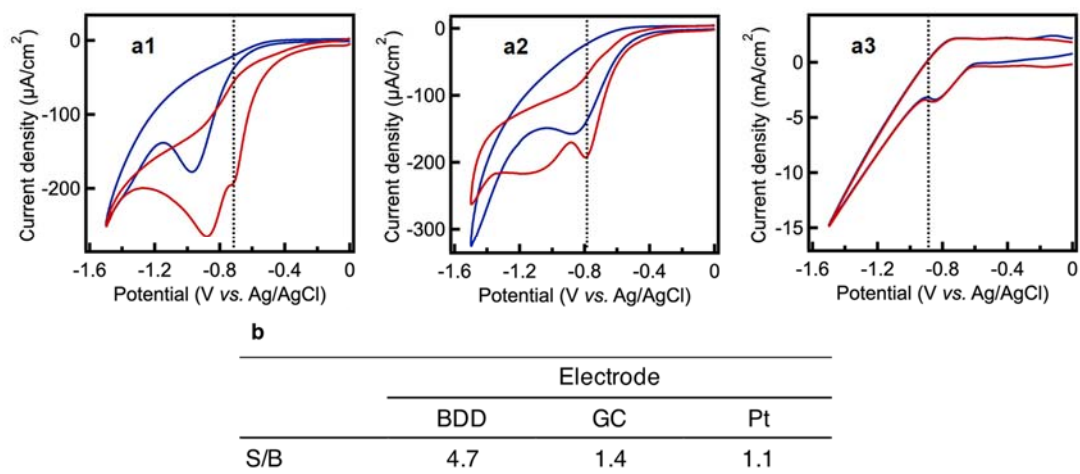 a1
a2
a3
Current density (µA/cm²)
0
-100
-200
-1.6
-1.2
-0.8
-0.4
0
Potential (V vs. Ag/AgCl)
Current density (µA/cm²)
0
-100
-200
-300
-1.6
-1.2
-0.8
-0.4
0
Potential (V vs. Ag/AgCl)
Current density (mA/cm²)
0
-5
-10
-15
-1.6
-1.2
-0.8
-0.4
0
Potential (V vs. Ag/AgCl)
b
Electrode
BDD GC Pt
S/B 4.7 1.4 1.1